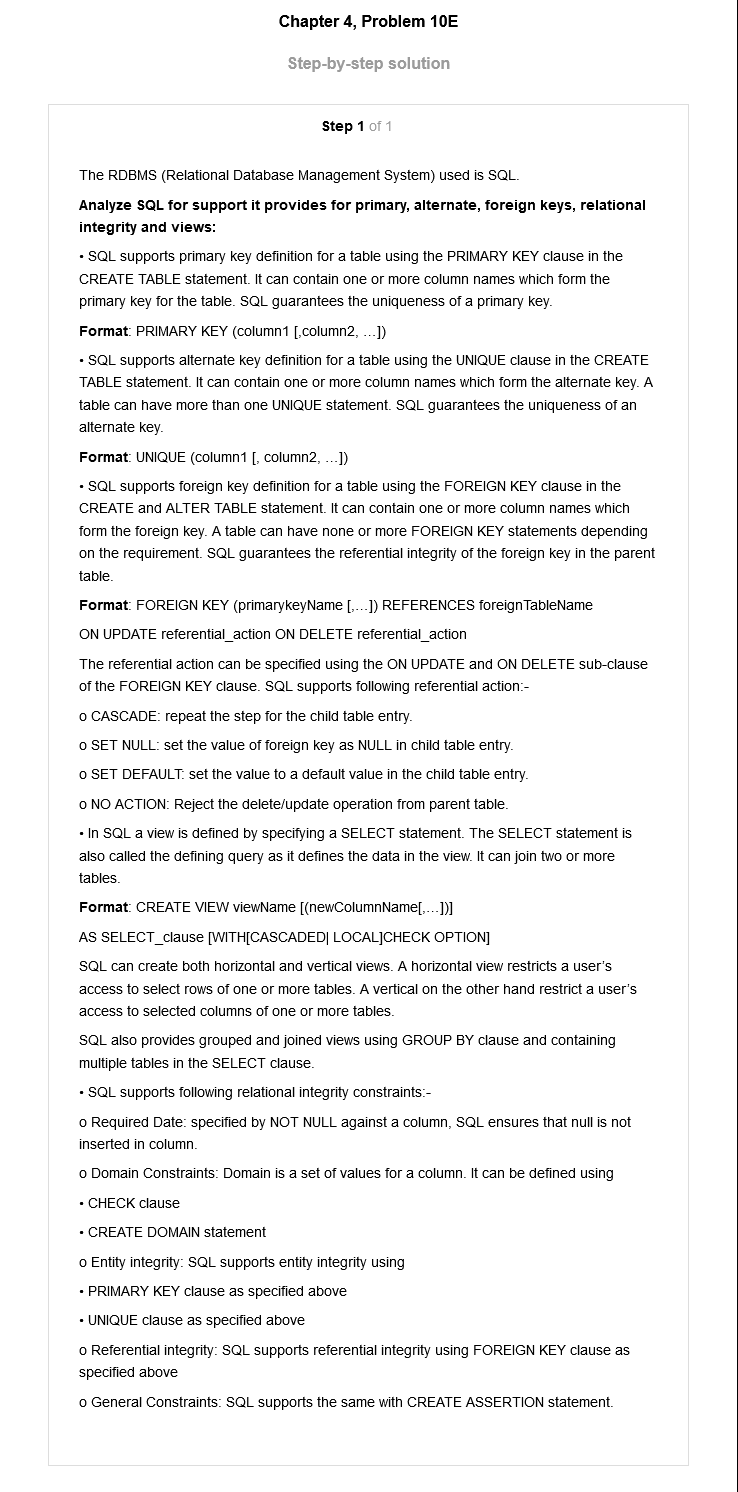 Chapter 4, Problem 10E
Step-by-step solution
Step 1 of 1
The RDBMS (Relational Database Management System) used is SQL.
Analyze SQL for support it provides for primary, alternate, foreign keys, relational
integrity and views:
• SQL supports primary key definition for a table using the PRIMARY KEY clause in the
CREATE TABLE statement. It can contain one or more column names which form the
primary key for the table. SQL guarantees the uniqueness of a primary key.
Format: PRIMARY KEY (column1 [,column2, …])
• SQL supports alternate key definition for a table using the UNIQUE clause in the CREATE
TABLE statement. It can contain one or more column names which form the alternate key. A
table can have more than one UNIQUE statement. SQL guarantees the uniqueness of an
alternate key.
Format: UNIQUE (column1 [, column2, …])
• SQL supports foreign key definition for a table using the FOREIGN KEY clause in the
CREATE and ALTER TABLE statement. It can contain one or more column names which
form the foreign key. A table can have none or more FOREIGN KEY statements depending
on the requirement. SQL guarantees the referential integrity of the foreign key in the parent
table.
Format: FOREIGN KEY (primarykeyName [,…]) REFERENCES foreignTableName
ON UPDATE referential_action ON DELETE referential_action
The referential action can be specified using the ON UPDATE and ON DELETE sub-clause
of the FOREIGN KEY clause. SQL supports following referential action:-
o CASCADE: repeat the step for the child table entry.
o SET NULL: set the value of foreign key as NULL in child table entry.
o SET DEFAULT: set the value to a default value in the child table entry.
o NO ACTION: Reject the delete/update operation from parent table.
• In SQL a view is defined by specifying a SELECT statement. The SELECT statement is
also called the defining query as it defines the data in the view. It can join two or more
tables.
Format: CREATE VIEW viewName [(newColumnName[,…])]
AS SELECT_clause [WITH[CASCADED| LOCAL]CHECK OPTION]
SQL can create both horizontal and vertical views. A horizontal view restricts a user’s
access to select rows of one or more tables. A vertical on the other hand restrict a user’s
access to selected columns of one or more tables.
SQL also provides grouped and joined views using GROUP BY clause and containing
multiple tables in the SELECT clause.
• SQL supports following relational integrity constraints:-
o Required Date: specified by NOT NULL against a column, SQL ensures that null is not
inserted in column.
o Domain Constraints: Domain is a set of values for a column. It can be defined using
• CHECK clause
• CREATE DOMAIN statement
o Entity integrity: SQL supports entity integrity using
• PRIMARY KEY clause as specified above
• UNIQUE clause as specified above
o Referential integrity: SQL supports referential integrity using FOREIGN KEY clause as
specified above
o General Constraints: SQL supports the same with CREATE ASSERTION statement.